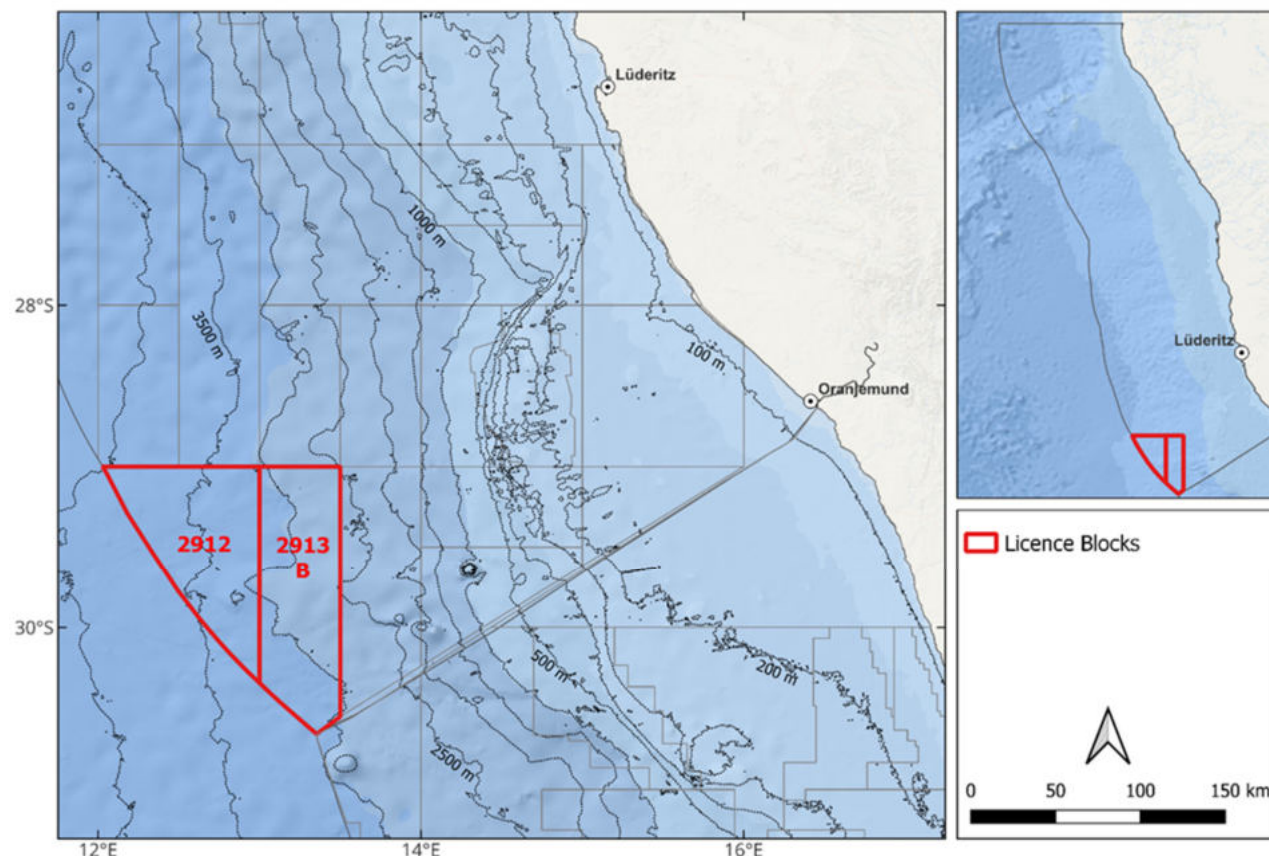 Lüderitz
1000 m
28°S
3500 m
100 m
Oranjemund
2912
2913
B
30°S
500 m
200 m
2500 m
12°E
14°E
16°E
Lüderitz
Licence Blocks
0 50 100 150 km